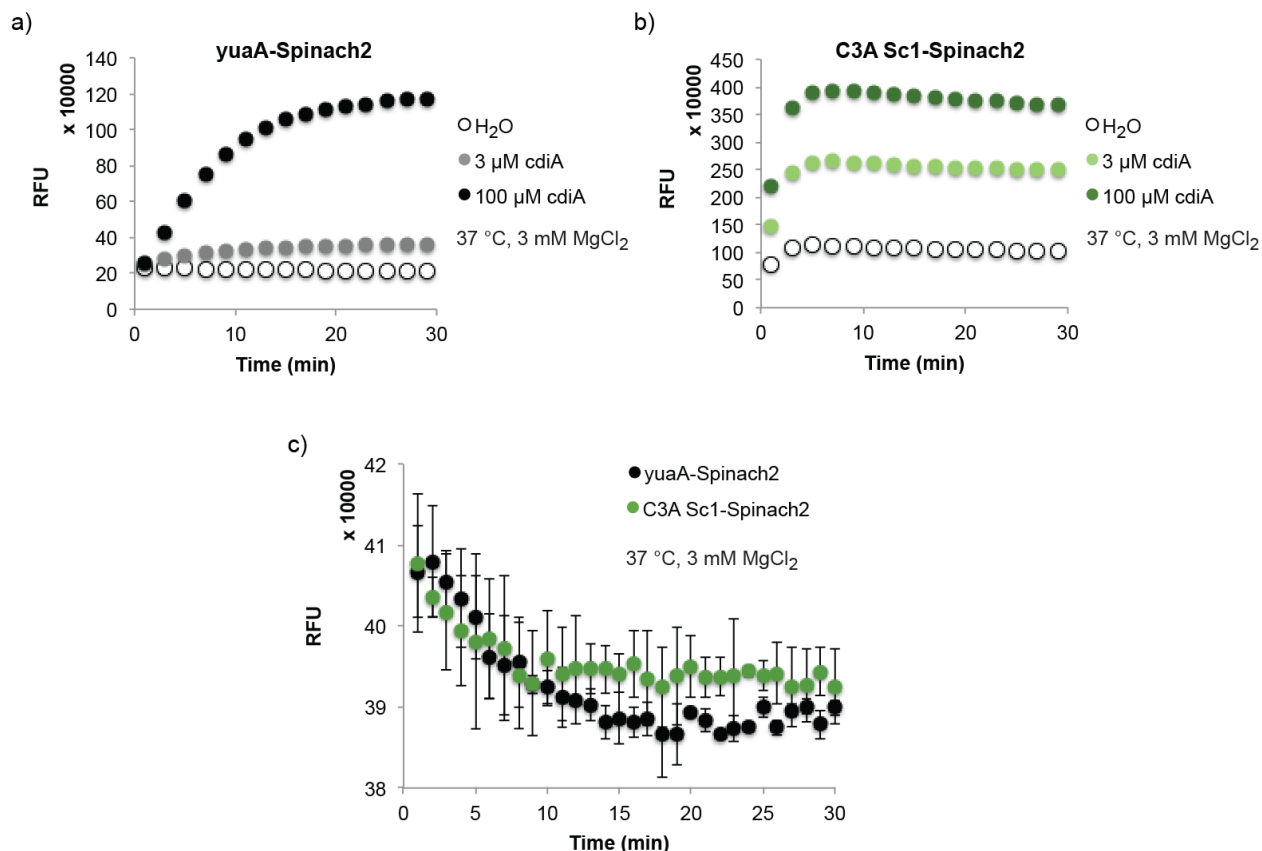 a)
yuaA-Spinach2
x 10000
RFU
140
120
100
80
60
40
20
0
0
10
20
30
Time (min)
H2O
3 µM cdiA
100 µM cdiA
37 °C, 3 mM MgCl2
b)
C3A Sc1-Spinach2
x 10000
RFU
450
400
350
300
250
200
150
100
50
0
0
10
20
30
Time (min)
H2O
3 µM cdiA
100 µM cdiA
37 °C, 3 mM MgCl2
c)
x 10000
RFU
42
41
40
39
38
0
5
10
15
20
25
30
Time (min)
yuaA-Spinach2
C3A Sc1-Spinach2
37 °C, 3 mM MgCl2